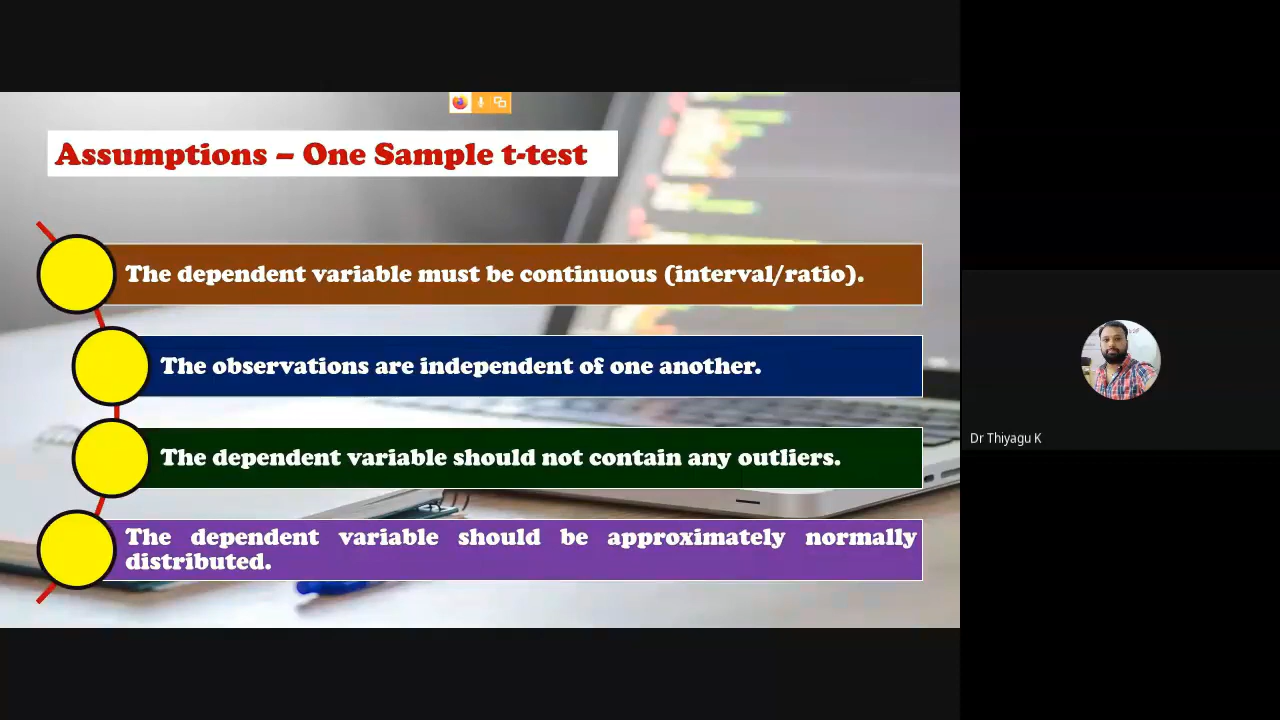 Assumptions – One Sample t-test
The dependent variable must be continuous (interval/ratio).
The observations are independent of one another.
The dependent variable should not contain any outliers.
The dependent variable should be approximately normally
distributed.
Dr Thiyagu K